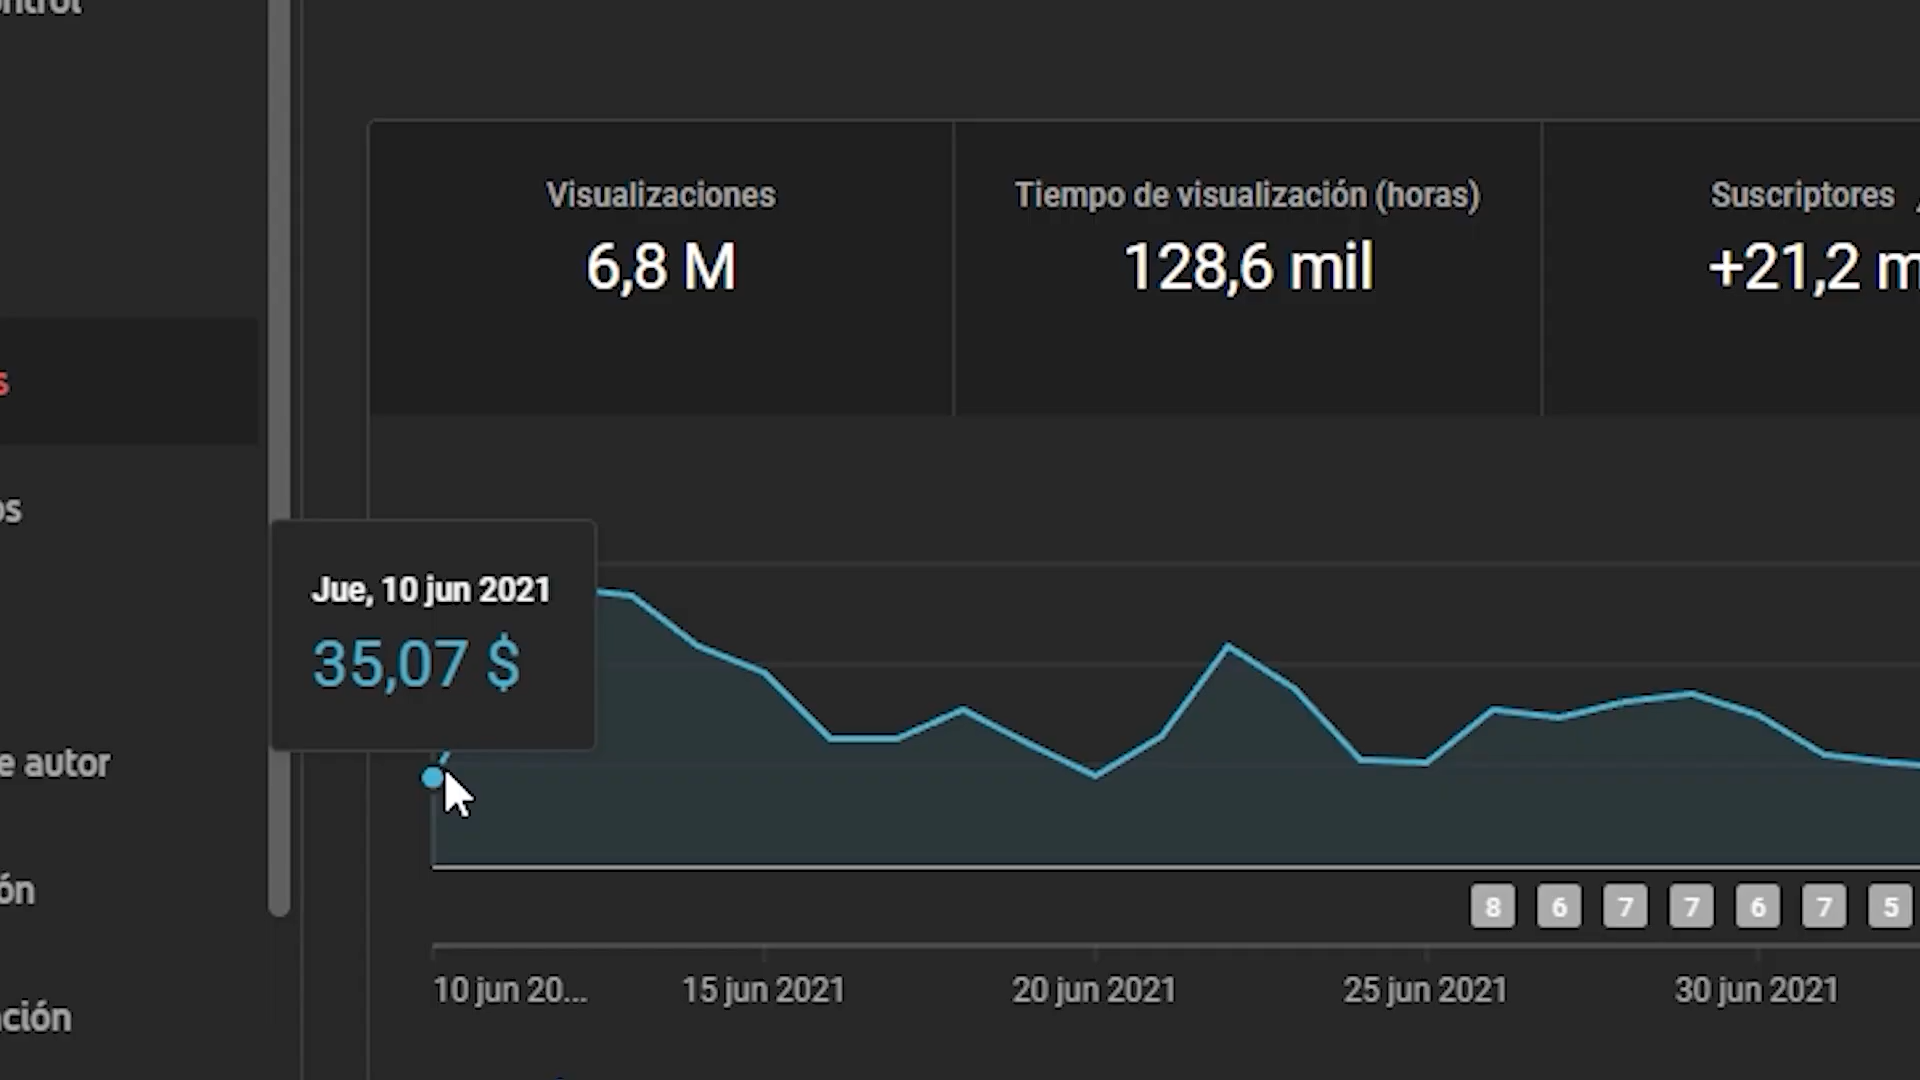 Visualizaciones
6,8 M
Tiempo de visualización (horas)
128,6 mil
Suscriptores
+21,2
Jue, 10 jun 2021
35,07 $
e autor
8 6 7 7 6 7 5
10 jun 20...
15 jun 2021
20 jun 2021
25 jun 2021
30 jun 2021